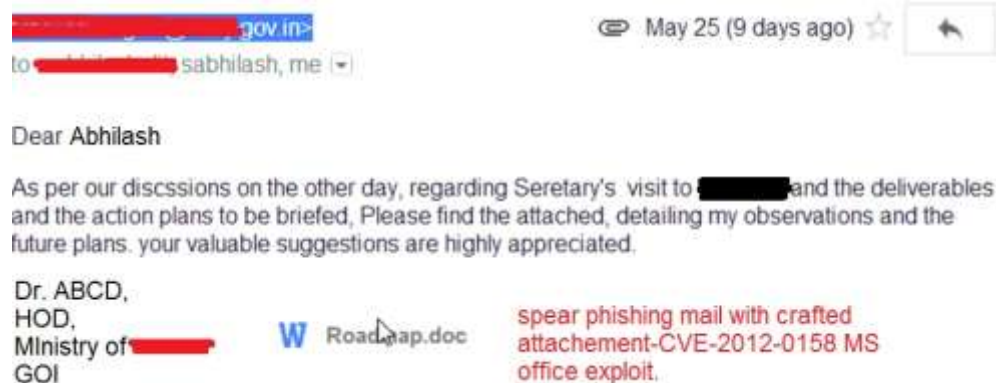 gov.in>
May 25 (9 days ago)
to sabhilash, me
Dear Abhilash
As per our discssions on the other day, regarding Seretary's visit to and the deliverables
and the action plans to be briefed, Please find the attached, detailing my observations and the
future plans. your valuable suggestions are highly appreciated.
Dr. ABCD,
HOD,
MInistry of
GOI
W Roadmap.doc
spear phishing mail with crafted
attachement-CVE-2012-0158 MS
office exploit.